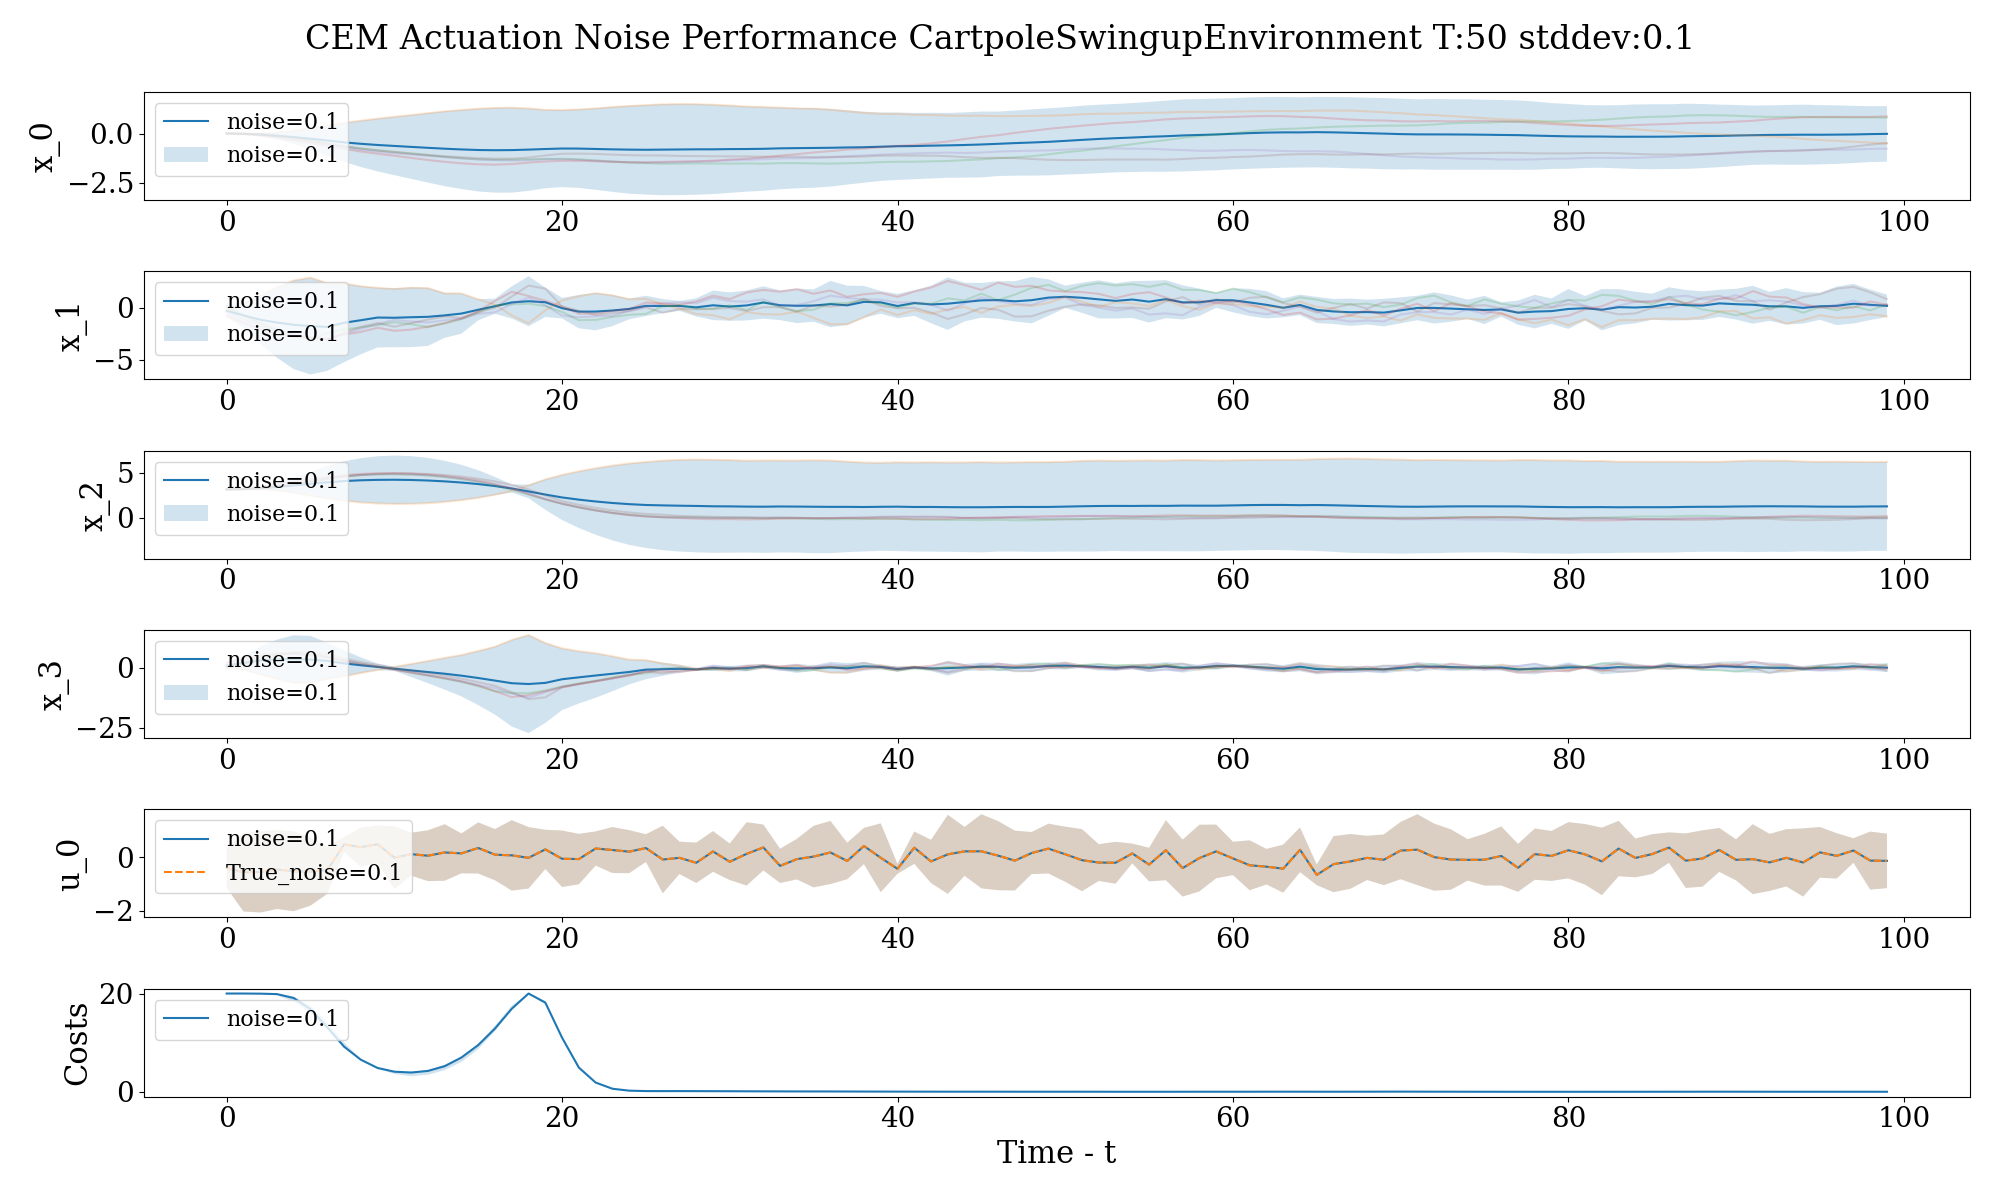 CEM Actuation Noise Performance CartpoleSwingupEnvironment T:50 stddev:0.1
x_0
0.0
−2.5
noise=0.1
noise=0.1
0 20 40 60 80 100
x_1
0
−5
noise=0.1
noise=0.1
0 20 40 60 80 100
x_2
5
0
noise=0.1
noise=0.1
0 20 40 60 80 100
x_3
0
−25
noise=0.1
noise=0.1
0 20 40 60 80 100
u_0
0
−2
noise=0.1
True_noise=0.1
0 20 40 60 80 100
Costs
20
0
noise=0.1
0 20 40 60 80 100
Time - t